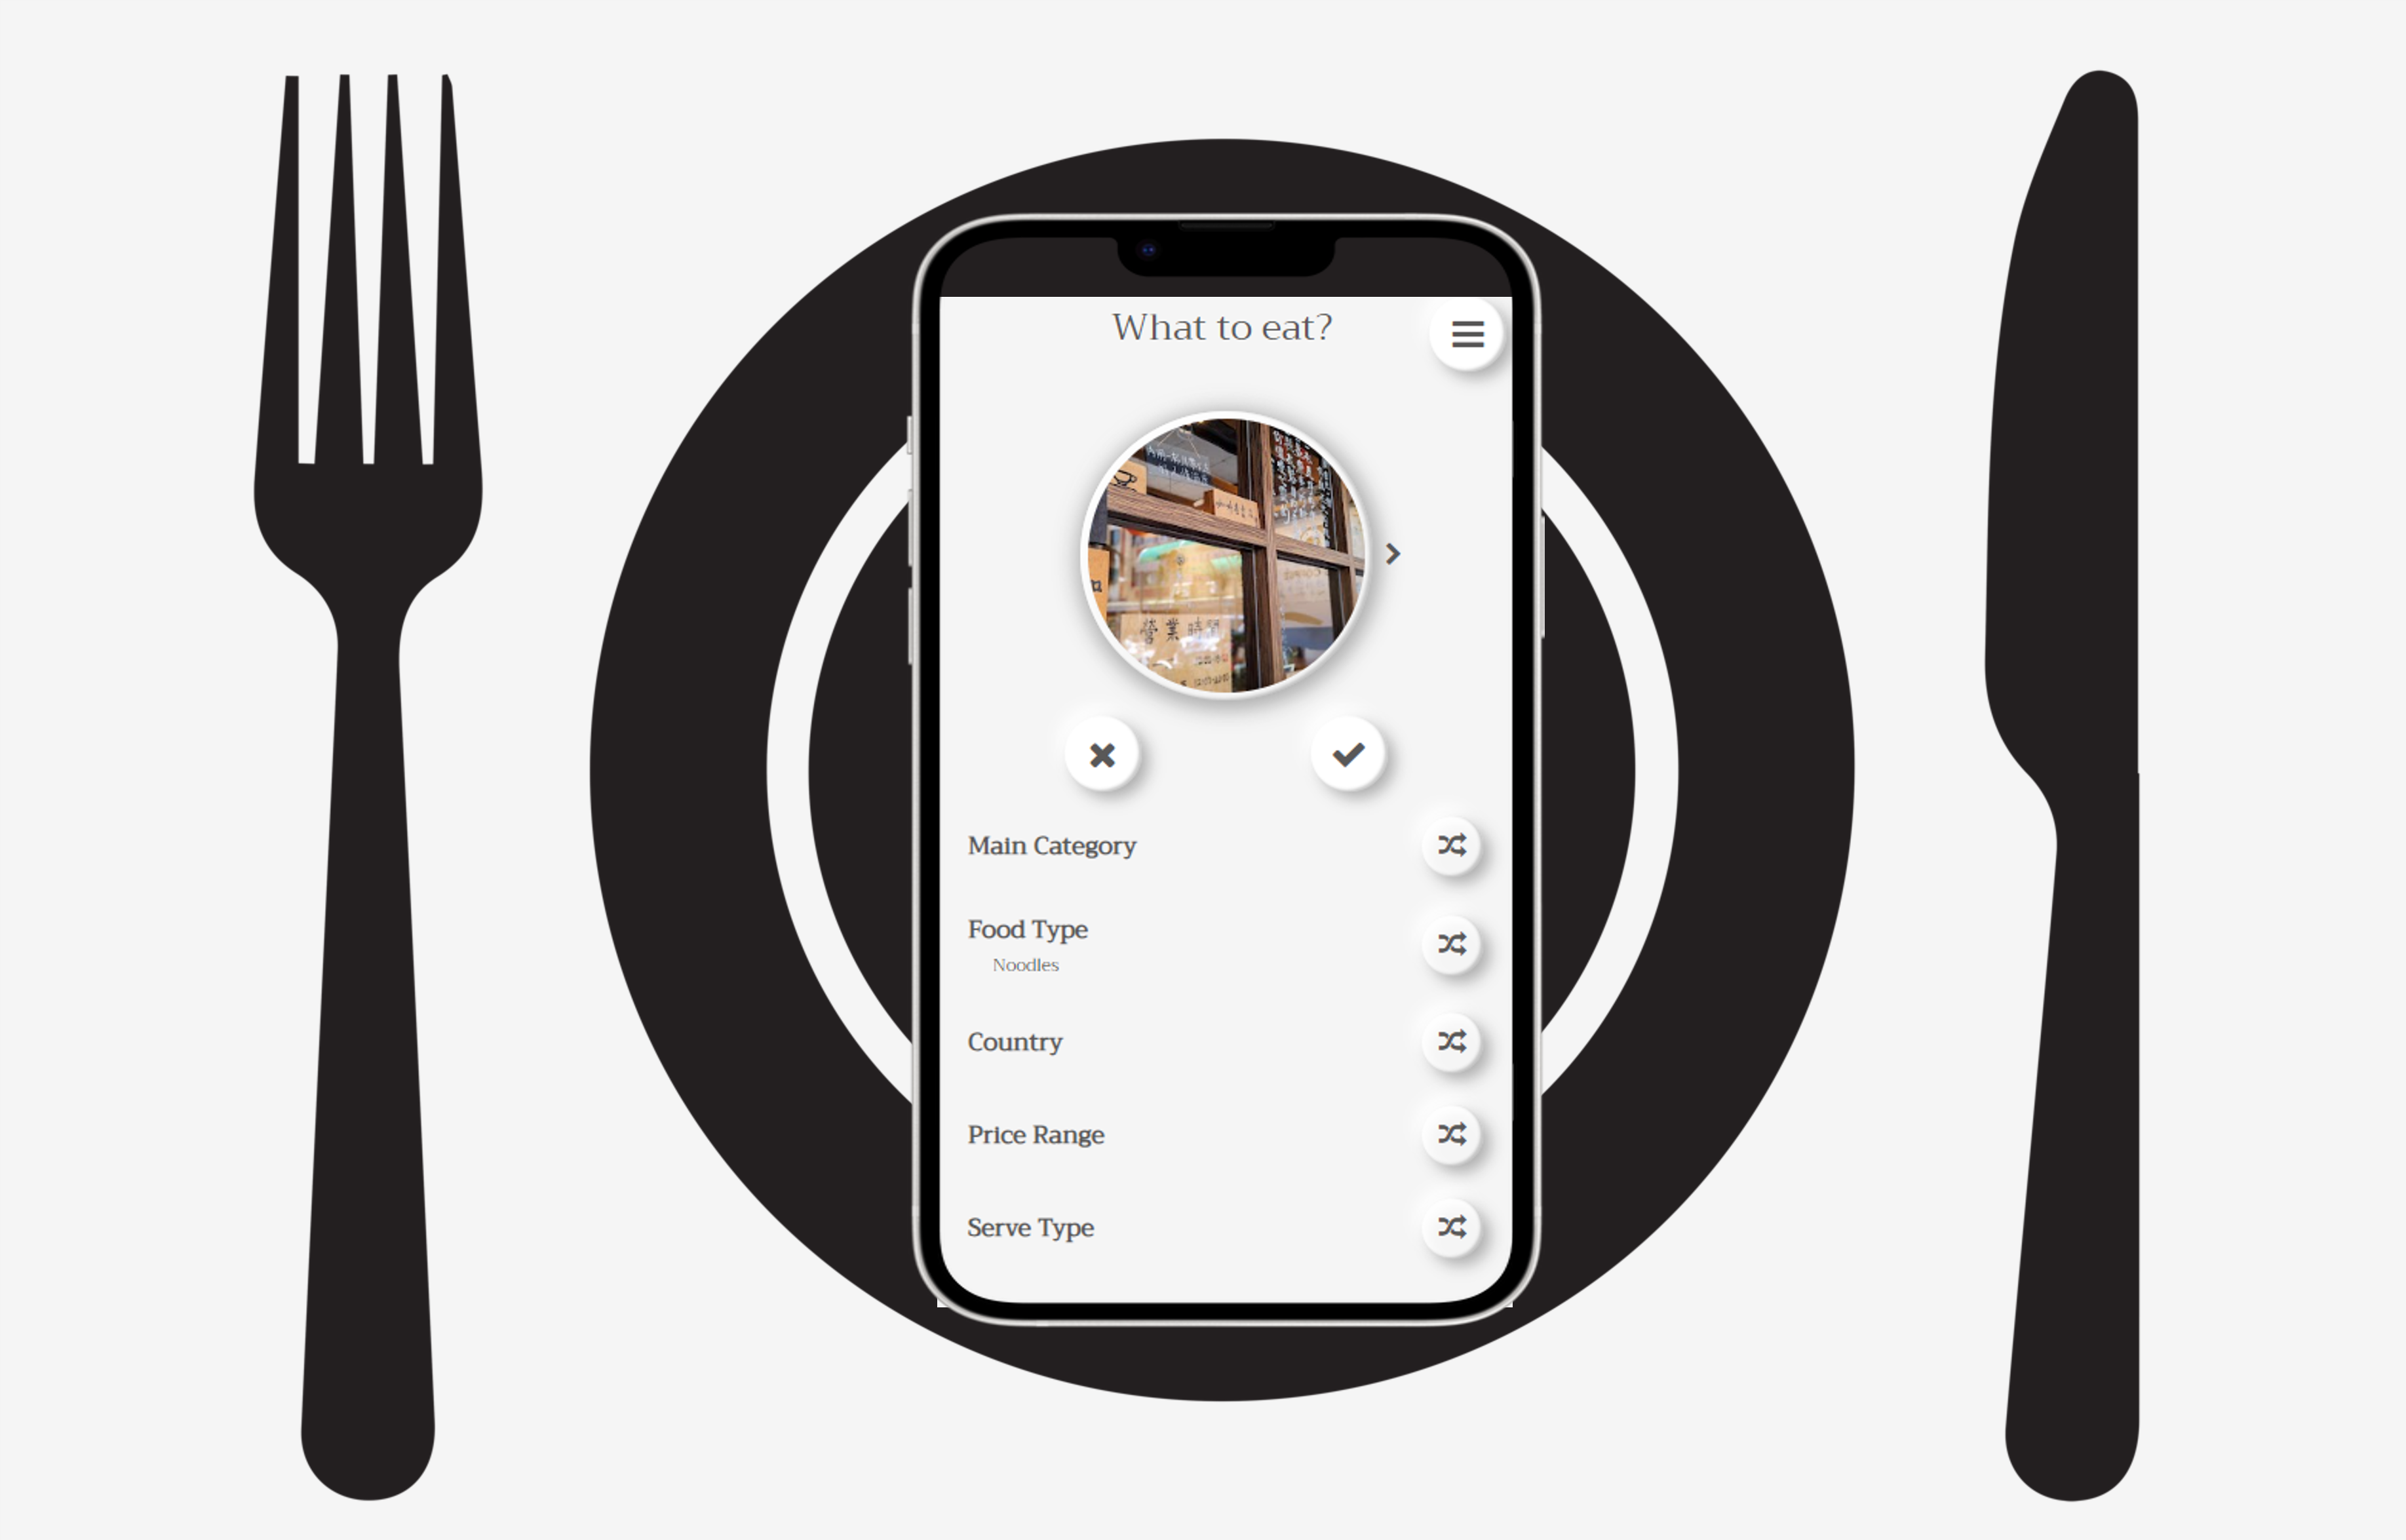 What to eat?
營業時間
Main Category
Food Type
Noodles
Country
Price Range
Serve Type